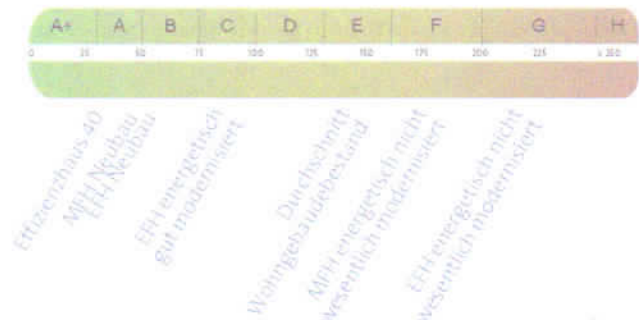 A+ A B C D E F G H
0 25 50 75 100 125 150 175 200 225 > 250
Effizienzhaus 40
MFH Neubau
EFH Neubau
EFH energetisch
gut modernisiert
Durchschnitt
Wohngebäudebestand
MFH energetisch nicht
wesentlich modernisiert
EFH energetisch nicht
wesentlich modernisiert